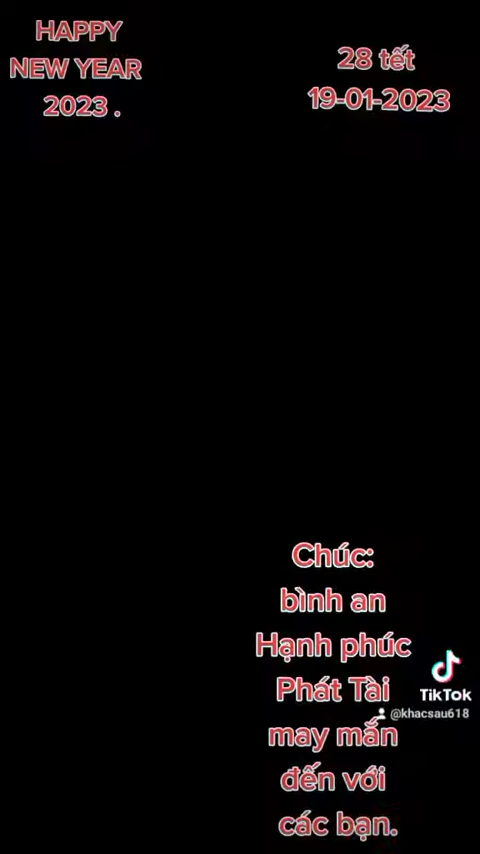 HAPPY
NEW YEAR
2023 .
28 tết
19-01-2023
Chúc:
bình an
Hạnh phúc
Phát Tài
may mắn
đến với
các bạn.
TikTok
@khacsau618